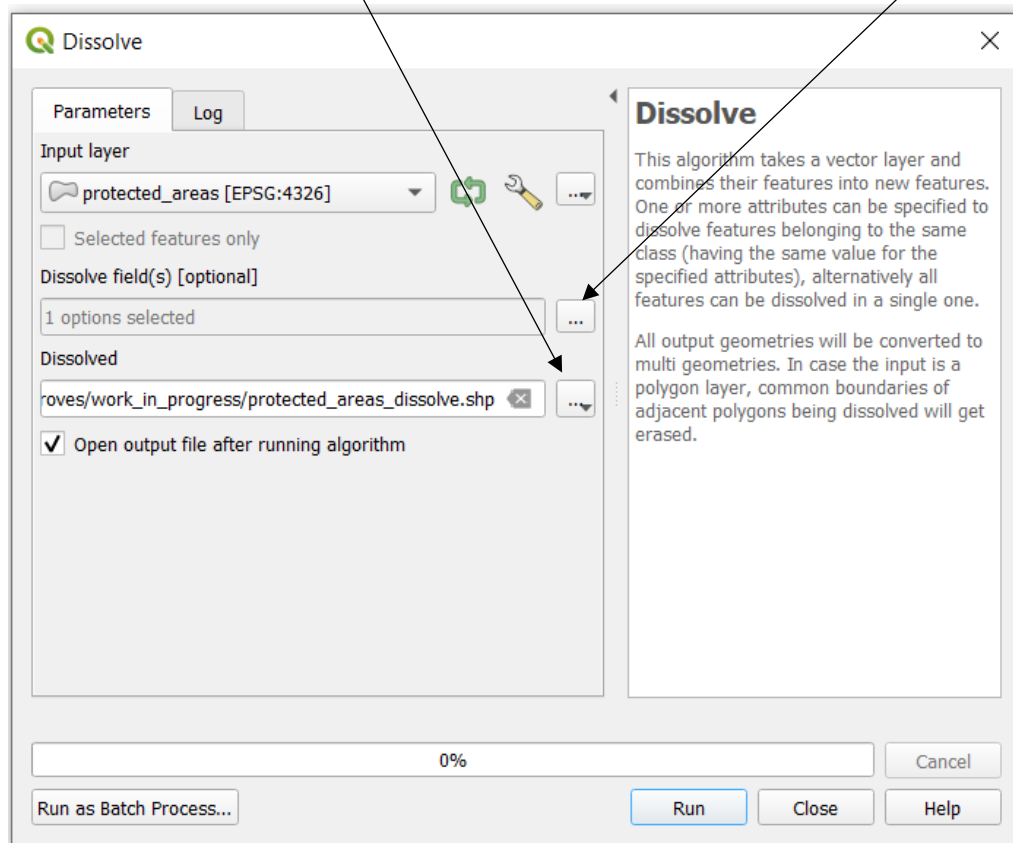 Dissolve
Parameters
Log
Input layer
protected_areas [EPSG:4326]
...
Selected features only
Dissolve field(s) [optional]
1 options selected
...
Dissolved
roves/work_in_progress/protected_areas_dissolve.shp
...
Open output file after running algorithm
Dissolve
This algorithm takes a vector layer and
combines their features into new features.
One or more attributes can be specified to
dissolve features belonging to the same
class (having the same value for the
specified attributes), alternatively all
features can be dissolved in a single one.
All output geometries will be converted to
multi geometries. In case the input is a
polygon layer, common boundaries of
adjacent polygons being dissolved will get
erased.
0%
Cancel
Run as Batch Process...
Run
Close
Help